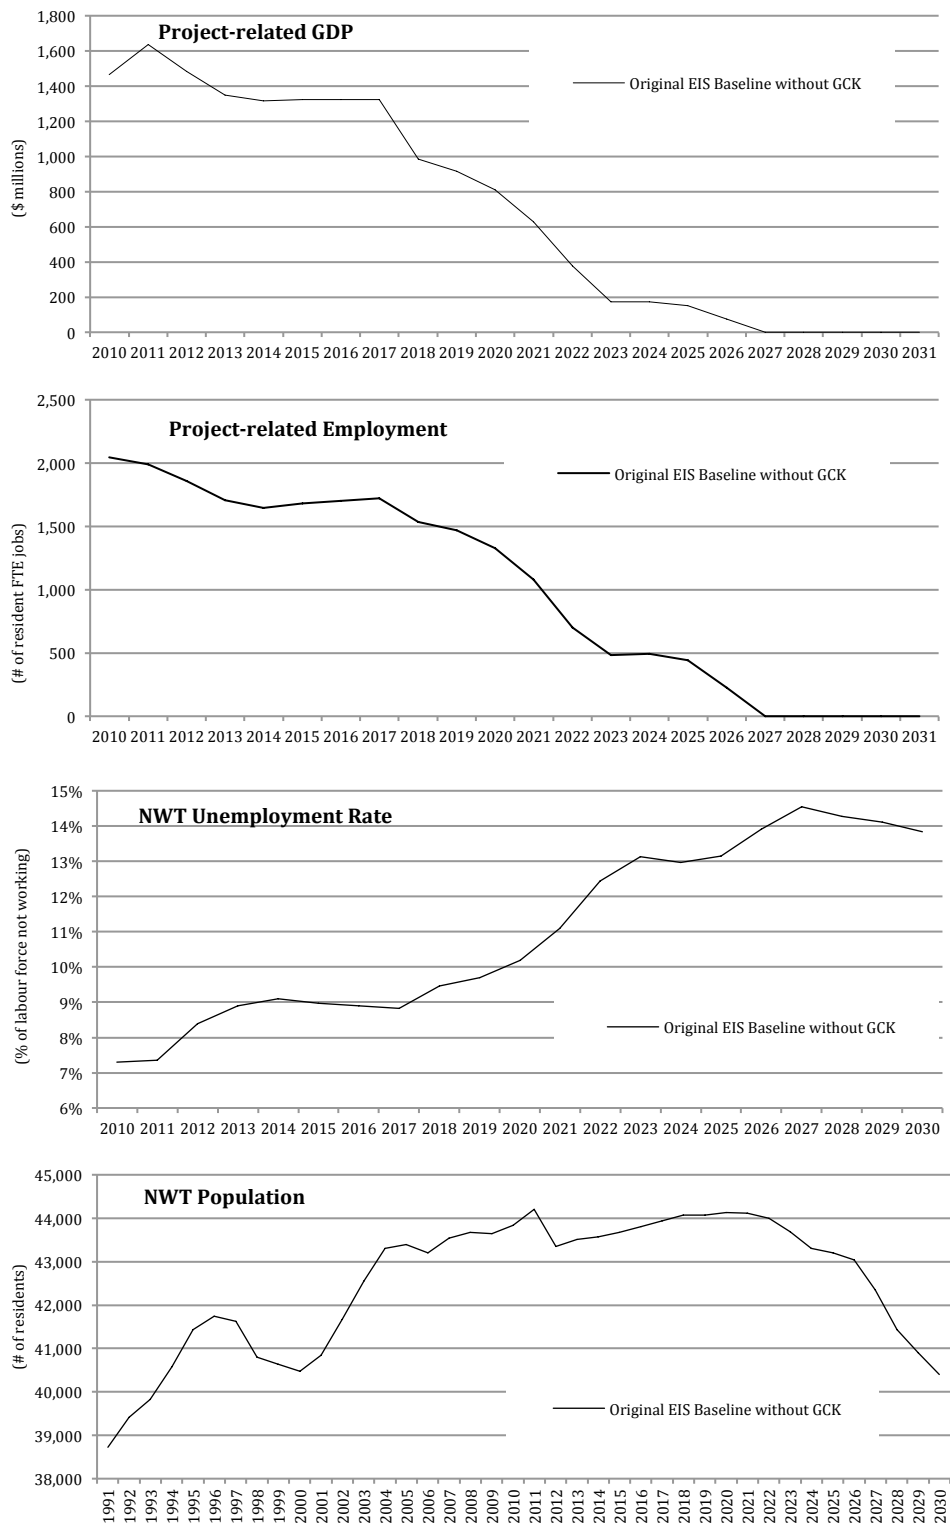 Project-related GDP
($ millions)
1,800
1,600
1,400
1,200
1,000
800
600
400
200
0
Original EIS Baseline without GCK
2010 2011 2012 2013 2014 2015 2016 2017 2018 2019 2020 2021 2022 2023 2024 2025 2026 2027 2028 2029 2030 2031
Project-related Employment
(# of resident FTE jobs)
2,500
2,000
1,500
1,000
500
0
Original EIS Baseline without GCK
2010 2011 2012 2013 2014 2015 2016 2017 2018 2019 2020 2021 2022 2023 2024 2025 2026 2027 2028 2029 2030 2031
NWT Unemployment Rate
(% of labour force not working)
15%
14%
13%
12%
11%
10%
9%
8%
7%
6%
Original EIS Baseline without GCK
2010 2011 2012 2013 2014 2015 2016 2017 2018 2019 2020 2021 2022 2023 2024 2025 2026 2027 2028 2029 2030
NWT Population
(# of residents)
45,000
44,000
43,000
42,000
41,000
40,000
39,000
38,000
Original EIS Baseline without GCK
1991 1992 1993 1994 1995 1996 1997 1998 1999 2000 2001 2002 2003 2004 2005 2006 2007 2008 2009 2010 2011 2012 2013 2014 2015 2016 2017 2018 2019 2020 2021 2022 2023 2024 2025 2026 2027 2028 2029 2030